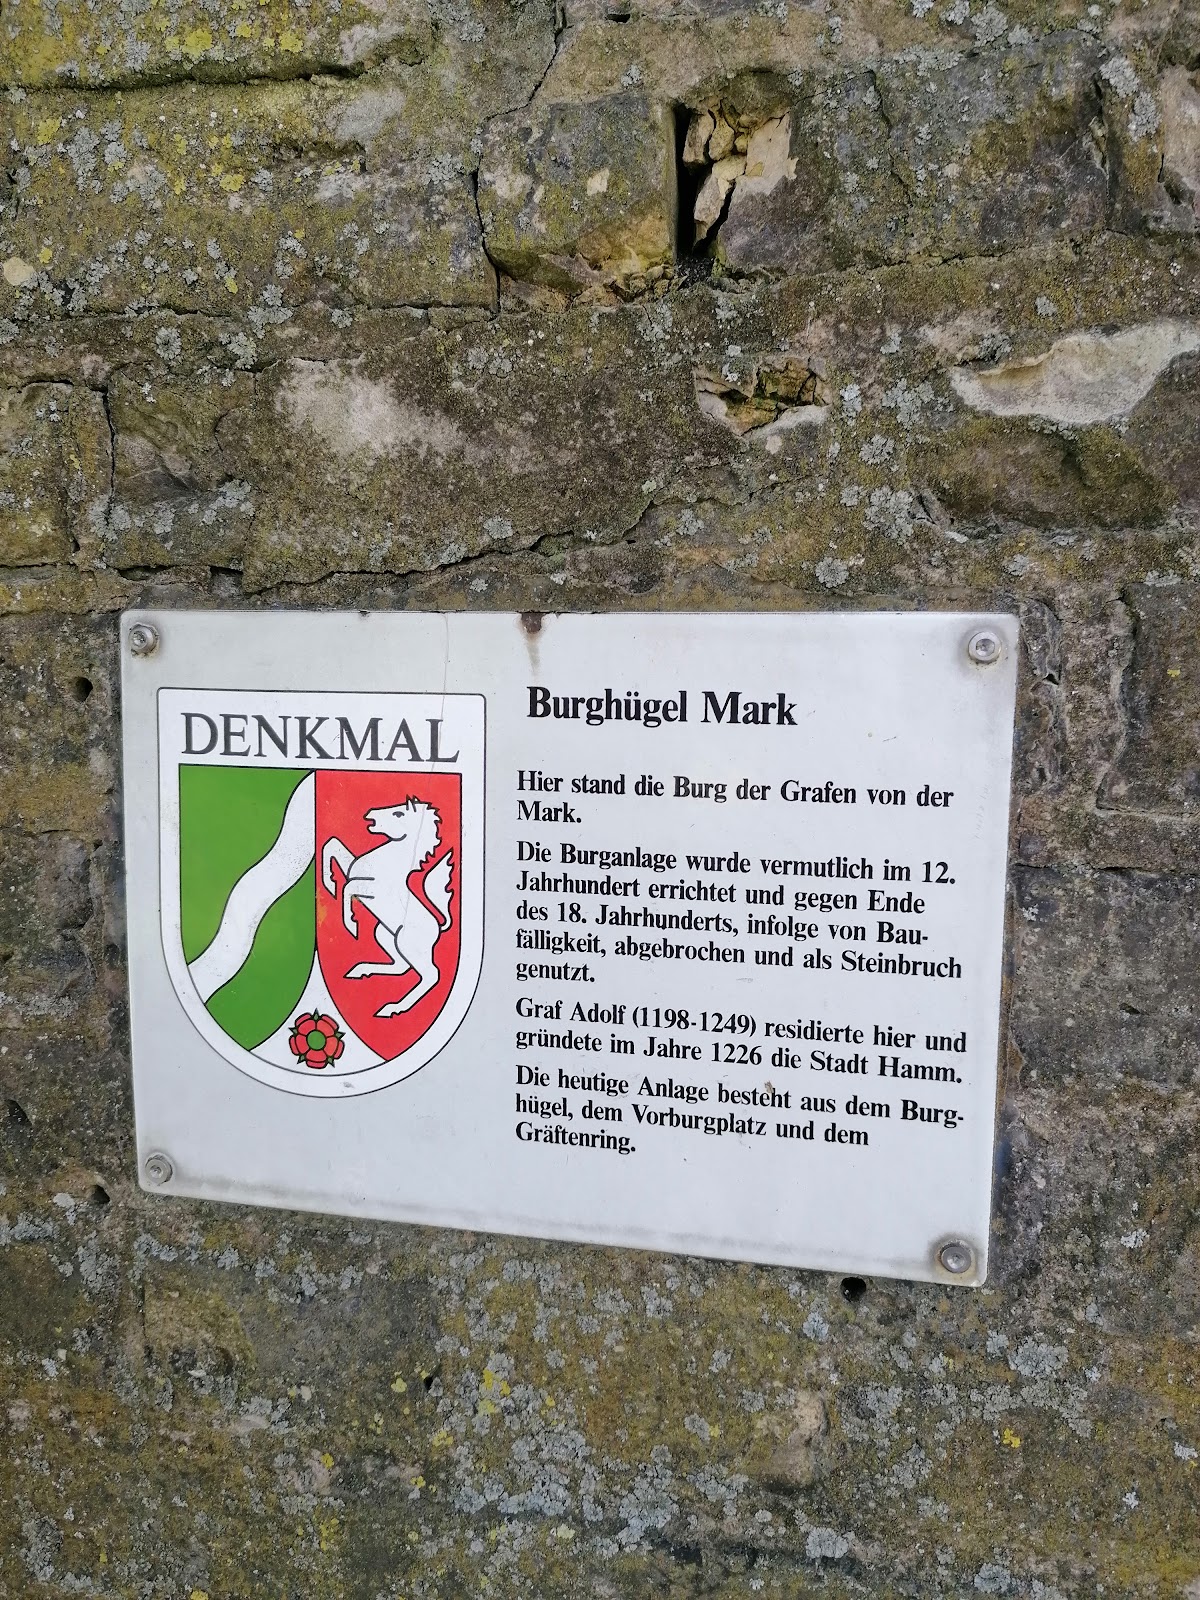 DENKMAL
Burghügel Mark
Hier stand die Burg der Grafen von der
Mark.
Die Burganlage wurde vermutlich im 12.
Jahrhundert errichtet und gegen Ende
des 18. Jahrhunderts, infolge von Bau-
fälligkeit, abgebrochen und als Steinbruch
genutzt.
Graf Adolf (1198-1249) residierte hier und
gründete im Jahre 1226 die Stadt Hamm.
Die heutige Anlage besteht aus dem Burg-
hügel, dem Vorburgplatz und dem
Gräftenring.